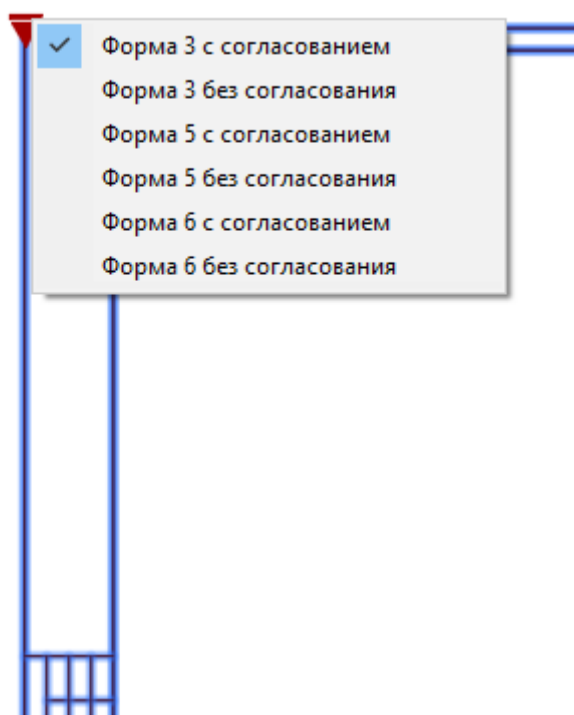 Форма 3 с согласованием
Форма 3 без согласования
Форма 5 с согласованием
Форма 5 без согласования
Форма 6 с согласованием
Форма 6 без согласования